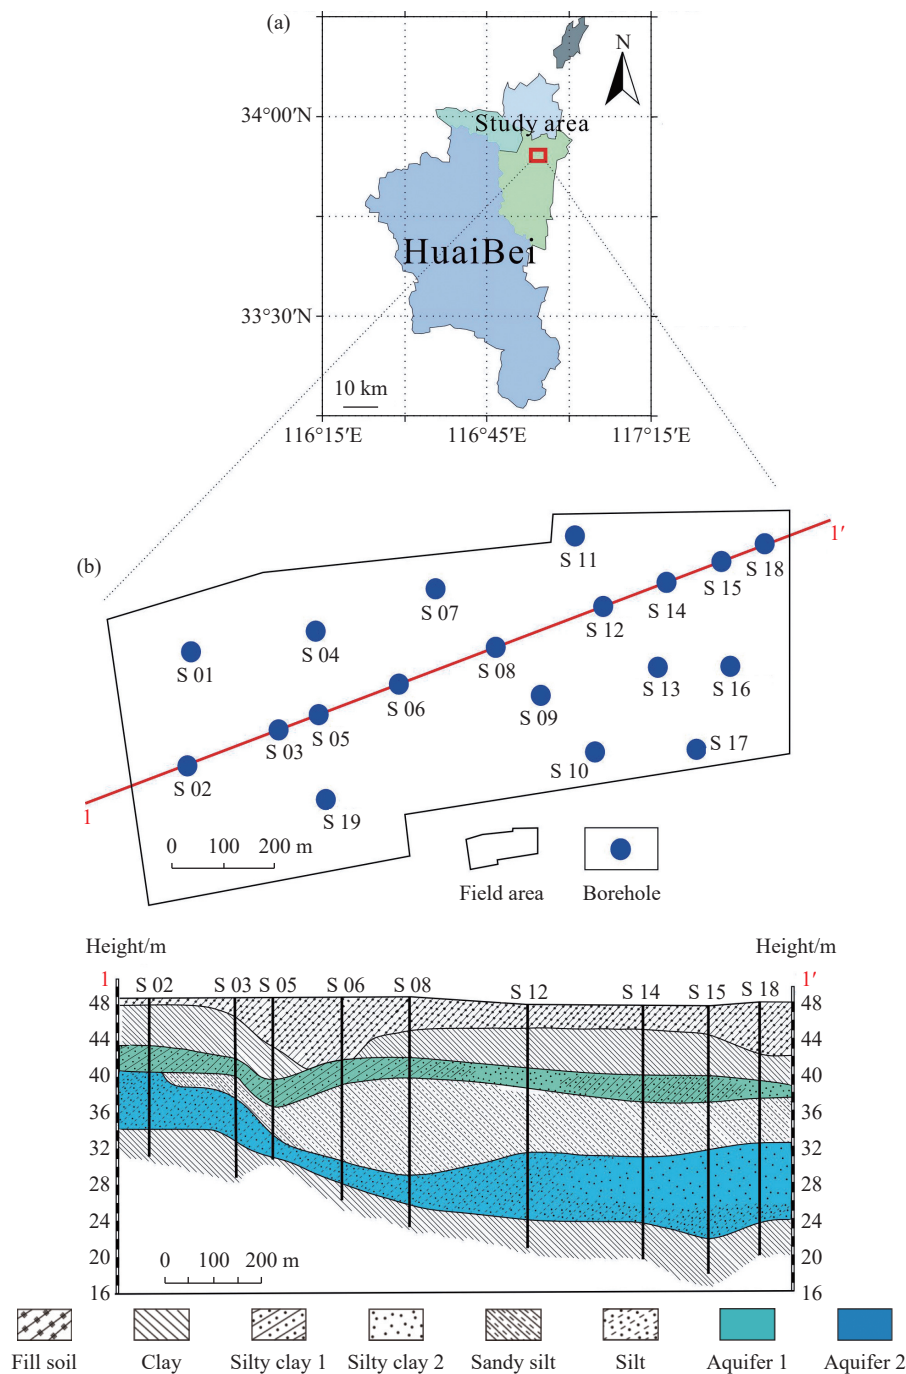 (a)
N
34°00′N
Study area
HuaiBei
33°30′N
10 km
116°15′E 116°45′E 117°15′E
(b)
1′
S 11
S 18
S 15
S 07
S 14
S 12
S 04
S 01
S 08
S 13 S 16
S 06
S 09
S 05
S 03
S 17
S 10
S 02
1
S 19
0 100 200 m
Field area Borehole
Height/m Height/m
1 1′
S 02 S 03 S 05 S 06 S 08 S 12 S 14 S 15 S 18
48 48
44 44
40 40
36 36
32 32
28 28
24 24
20 20
0 100 200 m
16 16
Fill soil Clay Silty clay 1 Silty clay 2 Sandy silt Silt Aquifer 1 Aquifer 2